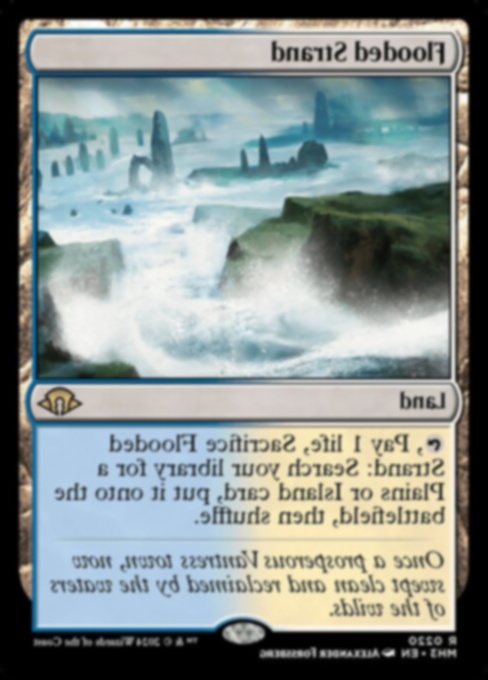 Flooded Strand
Land
, Pay 1 life, Sacrifice Flooded
Strand: Search your library for a
Plains or Island card, put it onto the
battlefield, then shuffle.
Once a prosperous Vantress town, now
swept clean and reclaimed by the waters
of the wilds.
R 0220
MH3 • EN ALEXANDER FORSSBERG
™ & © 2024 Wizards of the Coast